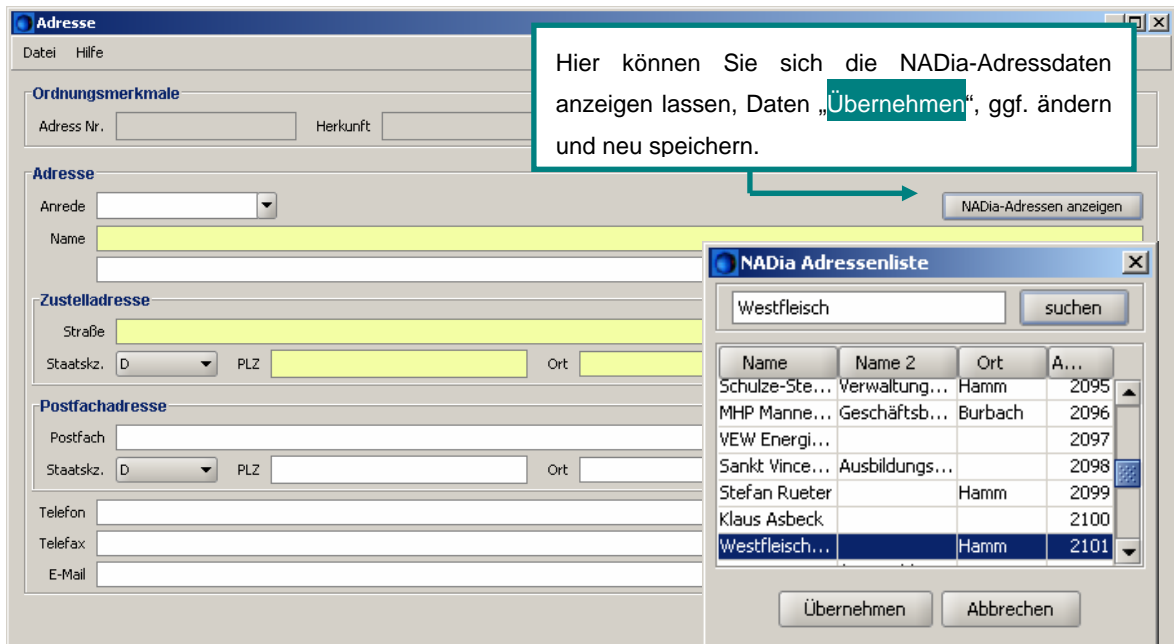 Adresse
Datei Hilfe
Hier können Sie sich die NADia-Adressdaten
anzeigen lassen, Daten „Übernehmen“, ggf. ändern
und neu speichern.
Ordnungsmerkmale
Adress Nr. Herkunft
Adresse
Anrede NADia-Adressen anzeigen
Name
Zustelladresse
Straße
Staatskz. D PLZ Ort
Postfachadresse
Postfach
Staatskz. D PLZ Ort
Telefon
Telefax
E-Mail
NADia Adressenliste
Westfleisch suchen
Name Name 2 Ort A...
Schulze-Ste... Verwaltung... Hamm 2095
MHP Manne... Geschäftsb... Burbach 2096
VEW Energi... 2097
Sankt Vince... Ausbildungs... 2098
Stefan Rueter Hamm 2099
Klaus Asbeck 2100
Westfleisch... Hamm 2101
Übernehmen Abbrechen